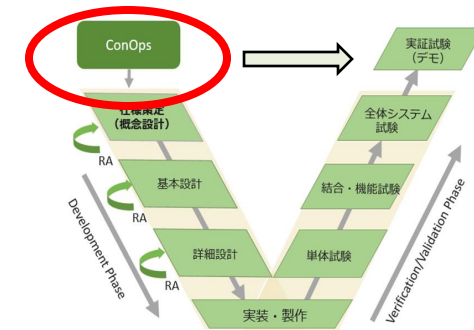 ConOps
実証試験
(デモ)
仕様策定
(概念設計)
全体システム
試験
RA
基本設計
結合・機能試験
RA
詳細設計
単体試験
RA
実装・製作
Development Phase
Verification/Validation Phase